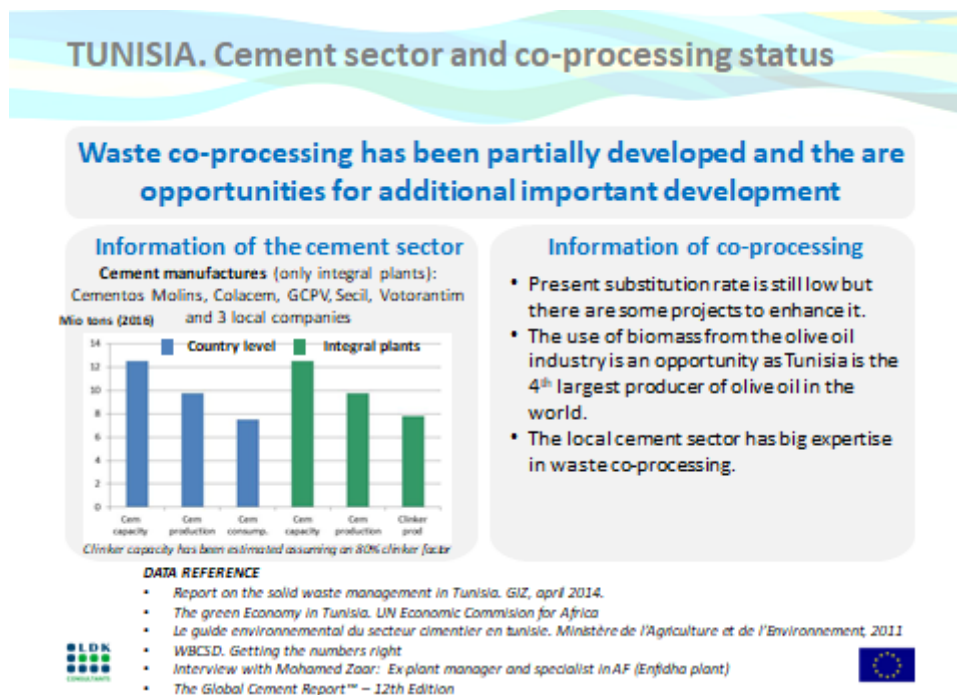 TUNISIA. Cement sector and co-processing status
Waste co-processing has been partially developed and the are
opportunities for additional important development
Information of the cement sector
Cement manufactures (only integral plants):
Cementos Molins, Colacem, GCPV, Secil, Votorantim
and 3 local companies
Mio tons (2016)
Country level
Integral plants
14
12
10
8
6
4
2
0
Cem capacity
Cem production
Cem consump.
Cem capacity
Cem production
Clinker prod
Clinker capacity has been estimated assuming an 80% clinker factor
Information of co-processing
• Present substitution rate is still low but
there are some projects to enhance it.
• The use of biomass from the olive oil
industry is an opportunity as Tunisia is the
4th largest producer of olive oil in the
world.
• The local cement sector has big expertise
in waste co-processing.
DATA REFERENCE
• Report on the solid waste management in Tunisia. GIZ, april 2014.
• The green Economy in Tunisia. UN Economic Commision for Africa
• Le guide environnemental du secteur cimentier en tunisie. Ministère de l'Agriculture et de l'Environnement, 2011
• WBCSD. Getting the numbers right
• Interview with Mohamed Zaar: Ex plant manager and specialist in AF (Enfidha plant)
• The Global Cement Report™ – 12th Edition
LDK
CONSULTANTS